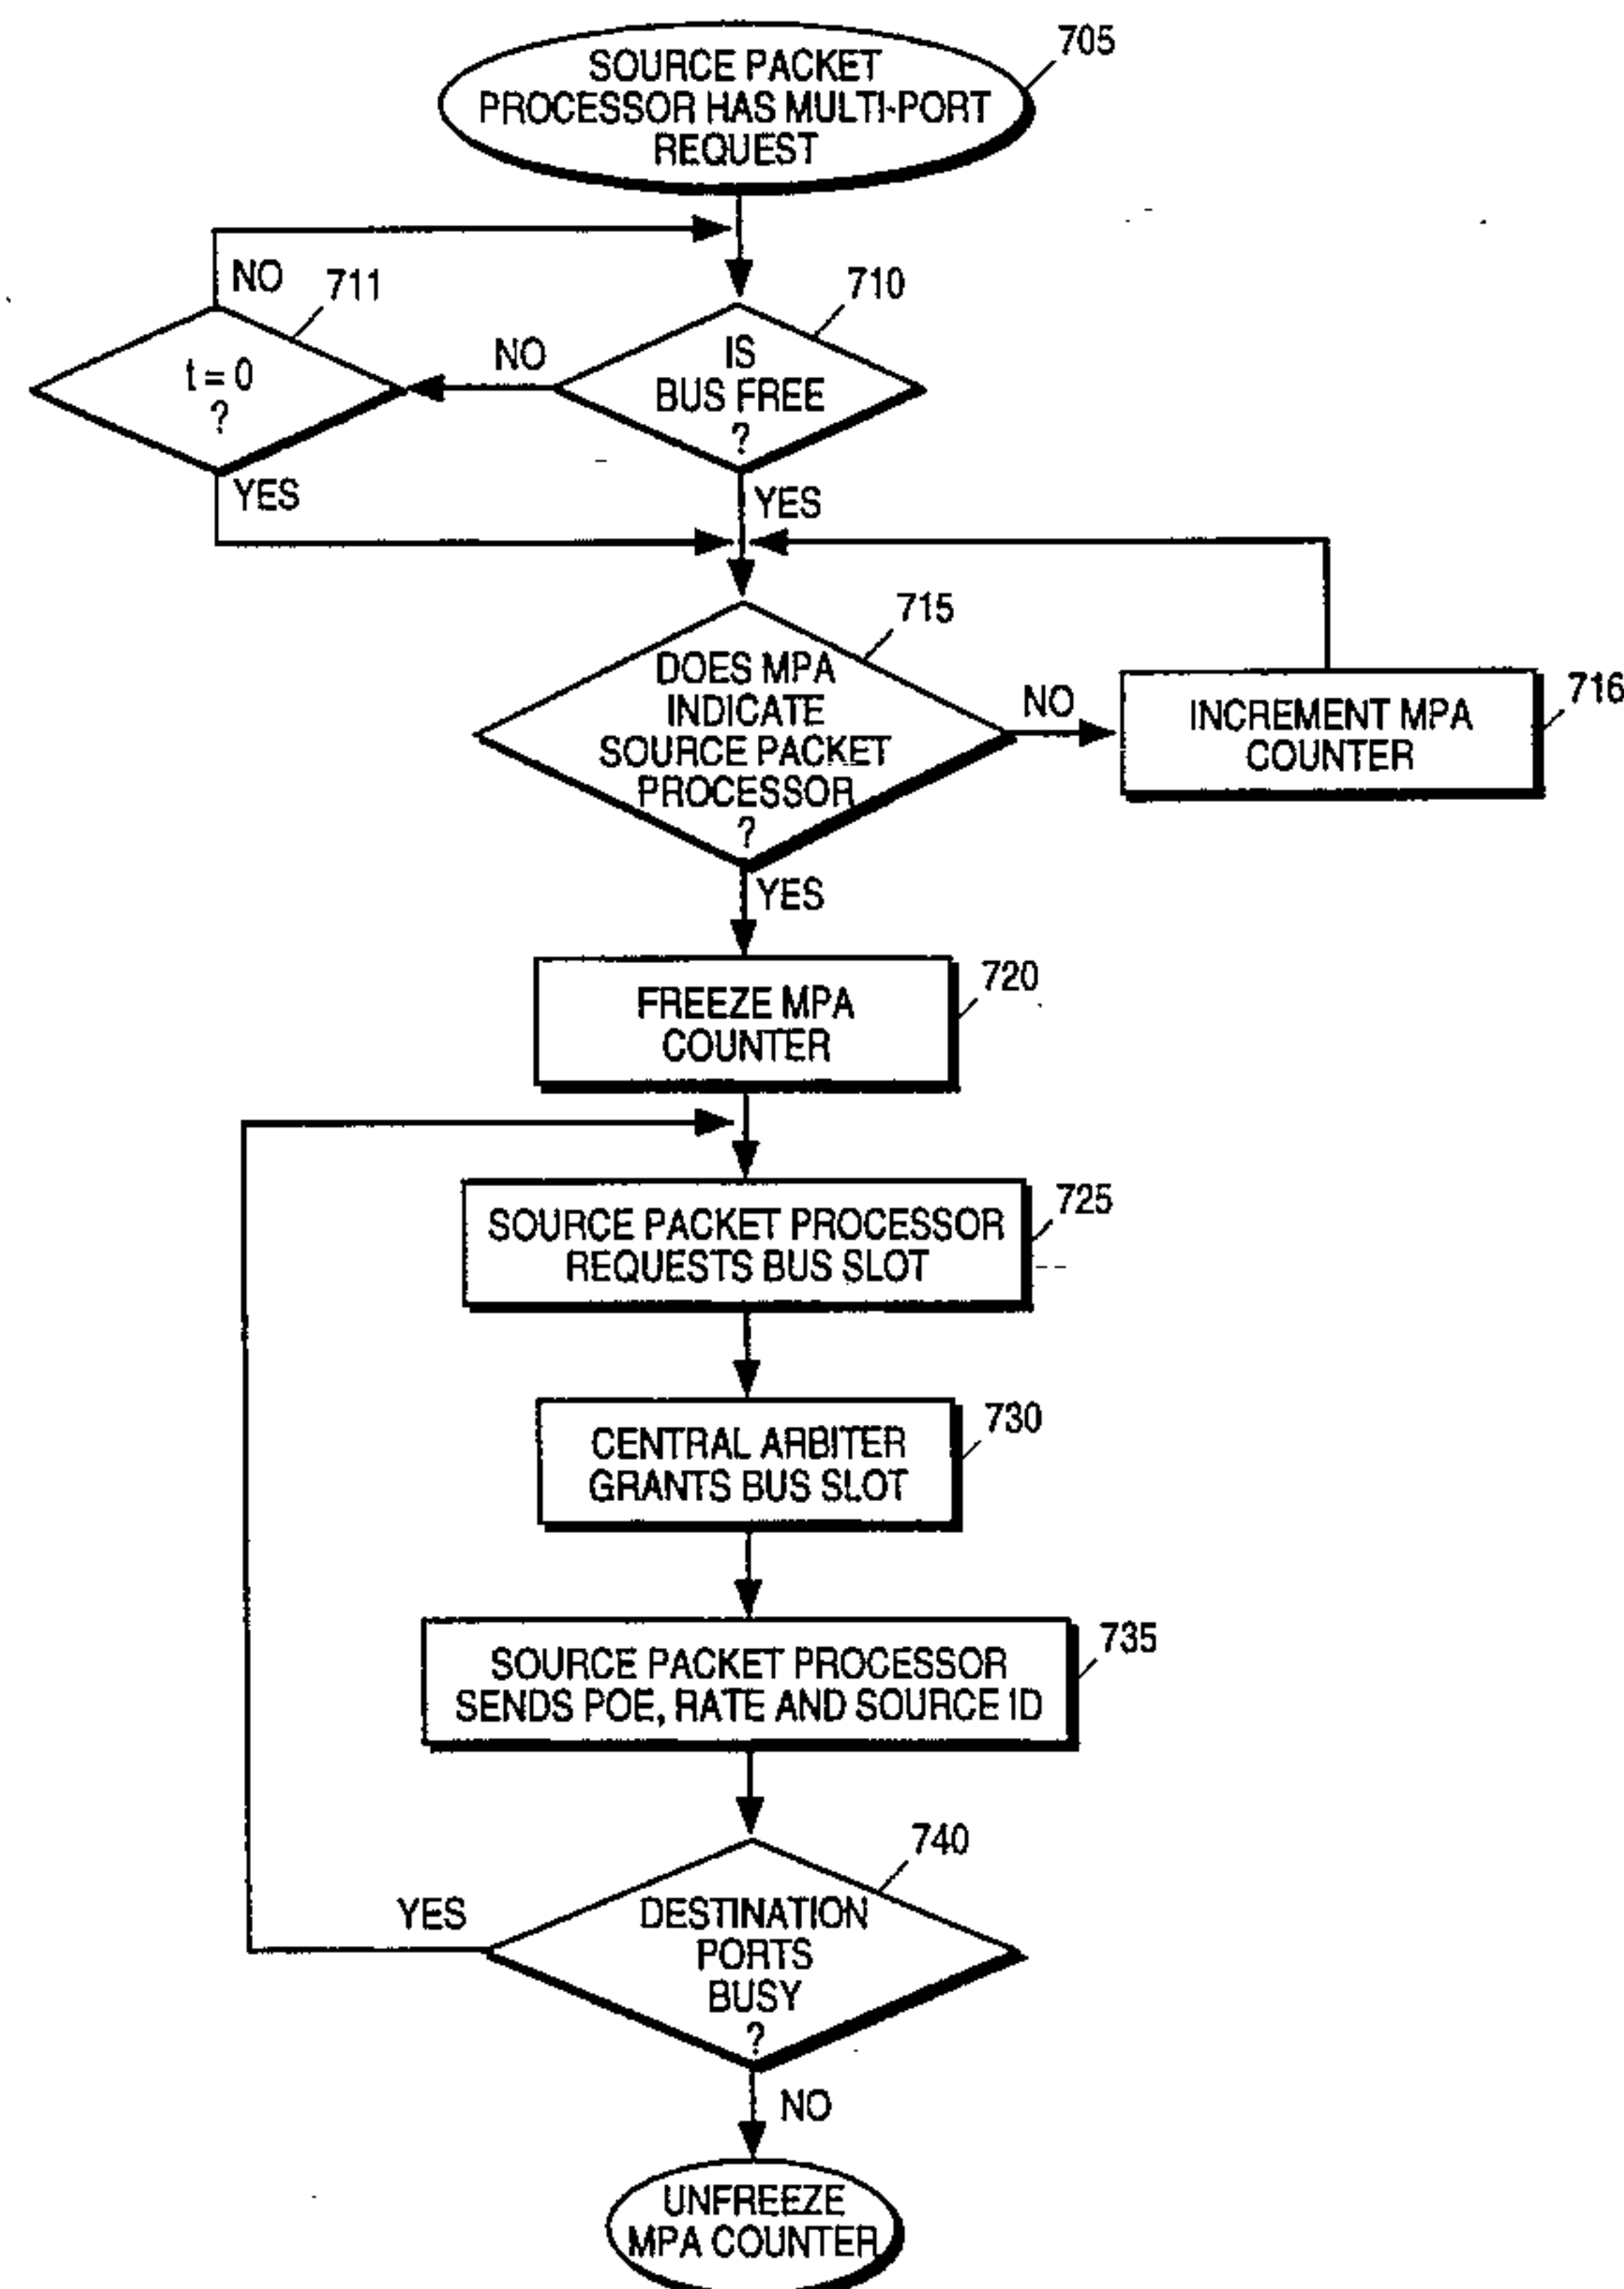 705
SOURCE PACKET
PROCESSOR HAS MULTI-PORT
REQUEST
NO
711
710
t = 0
?
NO
IS
BUS FREE
?
YES
YES
715
DOES MPA
INDICATE
SOURCE PACKET
PROCESSOR
?
NO
716
INCREMENT MPA
COUNTER
YES
720
FREEZE MPA
COUNTER
725
SOURCE PACKET PROCESSOR
REQUESTS BUS SLOT
730
CENTRAL ARBITER
GRANTS BUS SLOT
735
SOURCE PACKET PROCESSOR
SENDS POE, RATE AND SOURCE ID
740
YES
DESTINATION
PORTS
BUSY
?
NO
UNFREEZE
MPA COUNTER